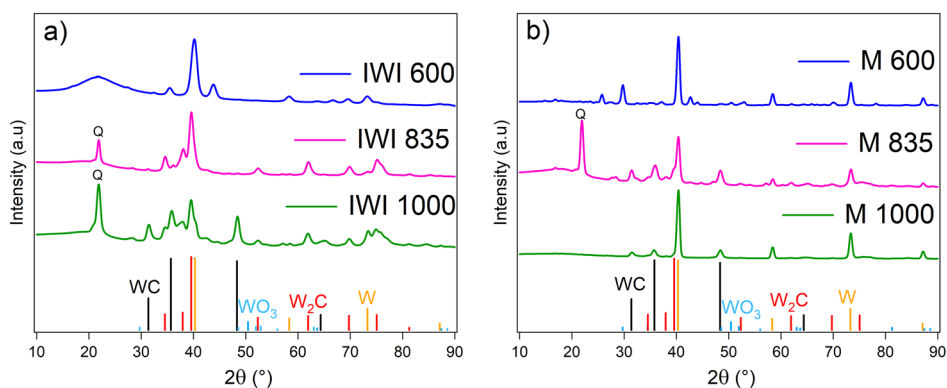 a)
IWI 600
Q
IWI 835
Q
IWI 1000
WC
WO3
W2C
W
Intensity (a.u)
10 20 30 40 50 60 70 80 90
2θ (°)
b)
M 600
Q
M 835
M 1000
WC
WO3
W2C
W
Intensity (a.u)
10 20 30 40 50 60 70 80 90
2θ (°)